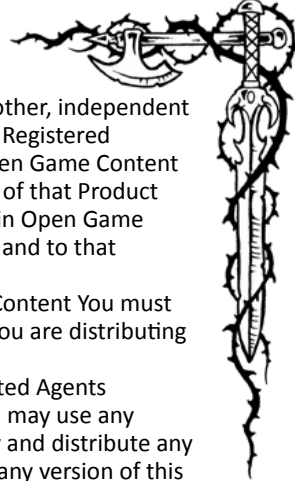 other, independent
Registered
en Game Content
of that Product
in Open Game
and to that
Content You must
ou are distributing
ted Agents
may use any
and distribute any
any version of this